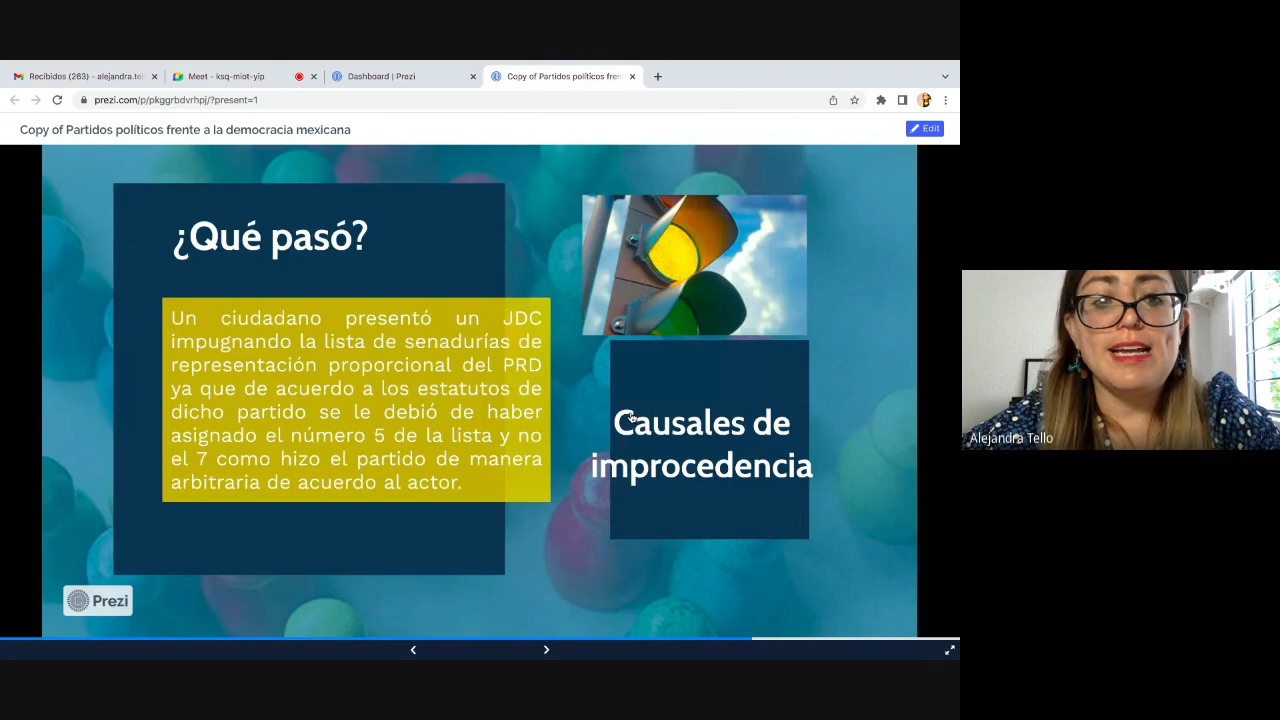 Recibidos (263) - alejandra.tel
Meet - ksq-miot-yip
Dashboard | Prezi
Copy of Partidos políticos fren
prezi.com/p/pkggrbdvrhpj/?present=1
Copy of Partidos políticos frente a la democracia mexicana
Edit
¿Qué pasó?
Un ciudadano presentó un JDC
impugnando la lista de senadurías de
representación proporcional del PRD
ya que de acuerdo a los estatutos de
dicho partido se le debió de haber
asignado el número 5 de la lista y no
el 7 como hizo el partido de manera
arbitraria de acuerdo al actor.
Causales de
improcedencia
Prezi
Alejandra Tello